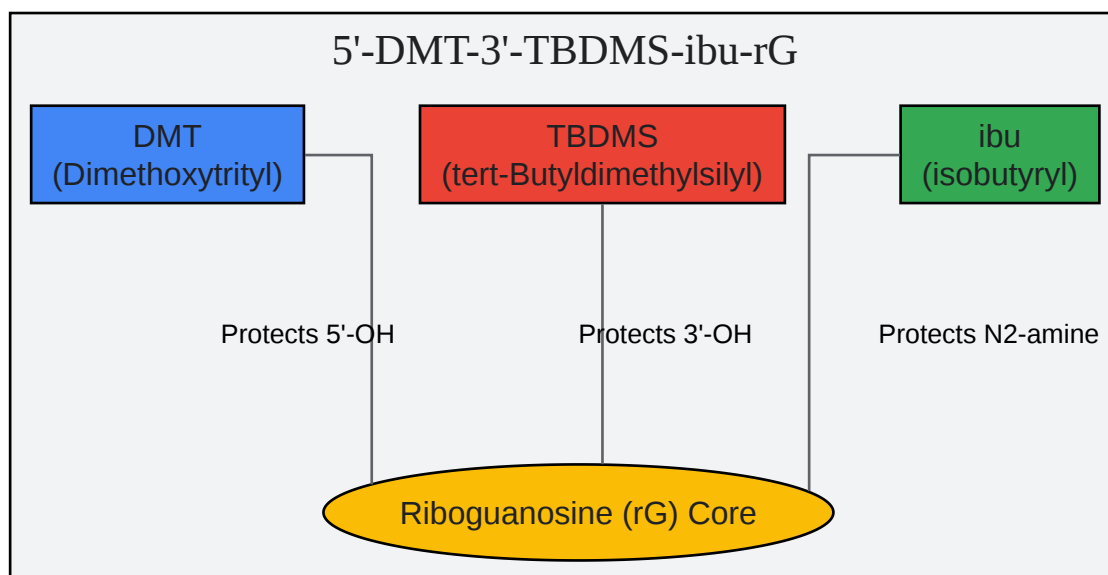 5'-DMT-3'-TBDMS-ibu-rG
DMT
(Dimethoxytrityl)
TBDMS
(tert-Butyldimethylsilyl)
ibu
(isobutyryl)
Protects 5'-OH
Protects 3'-OH
Protects N2-amine
Riboguanosine (rG) Core